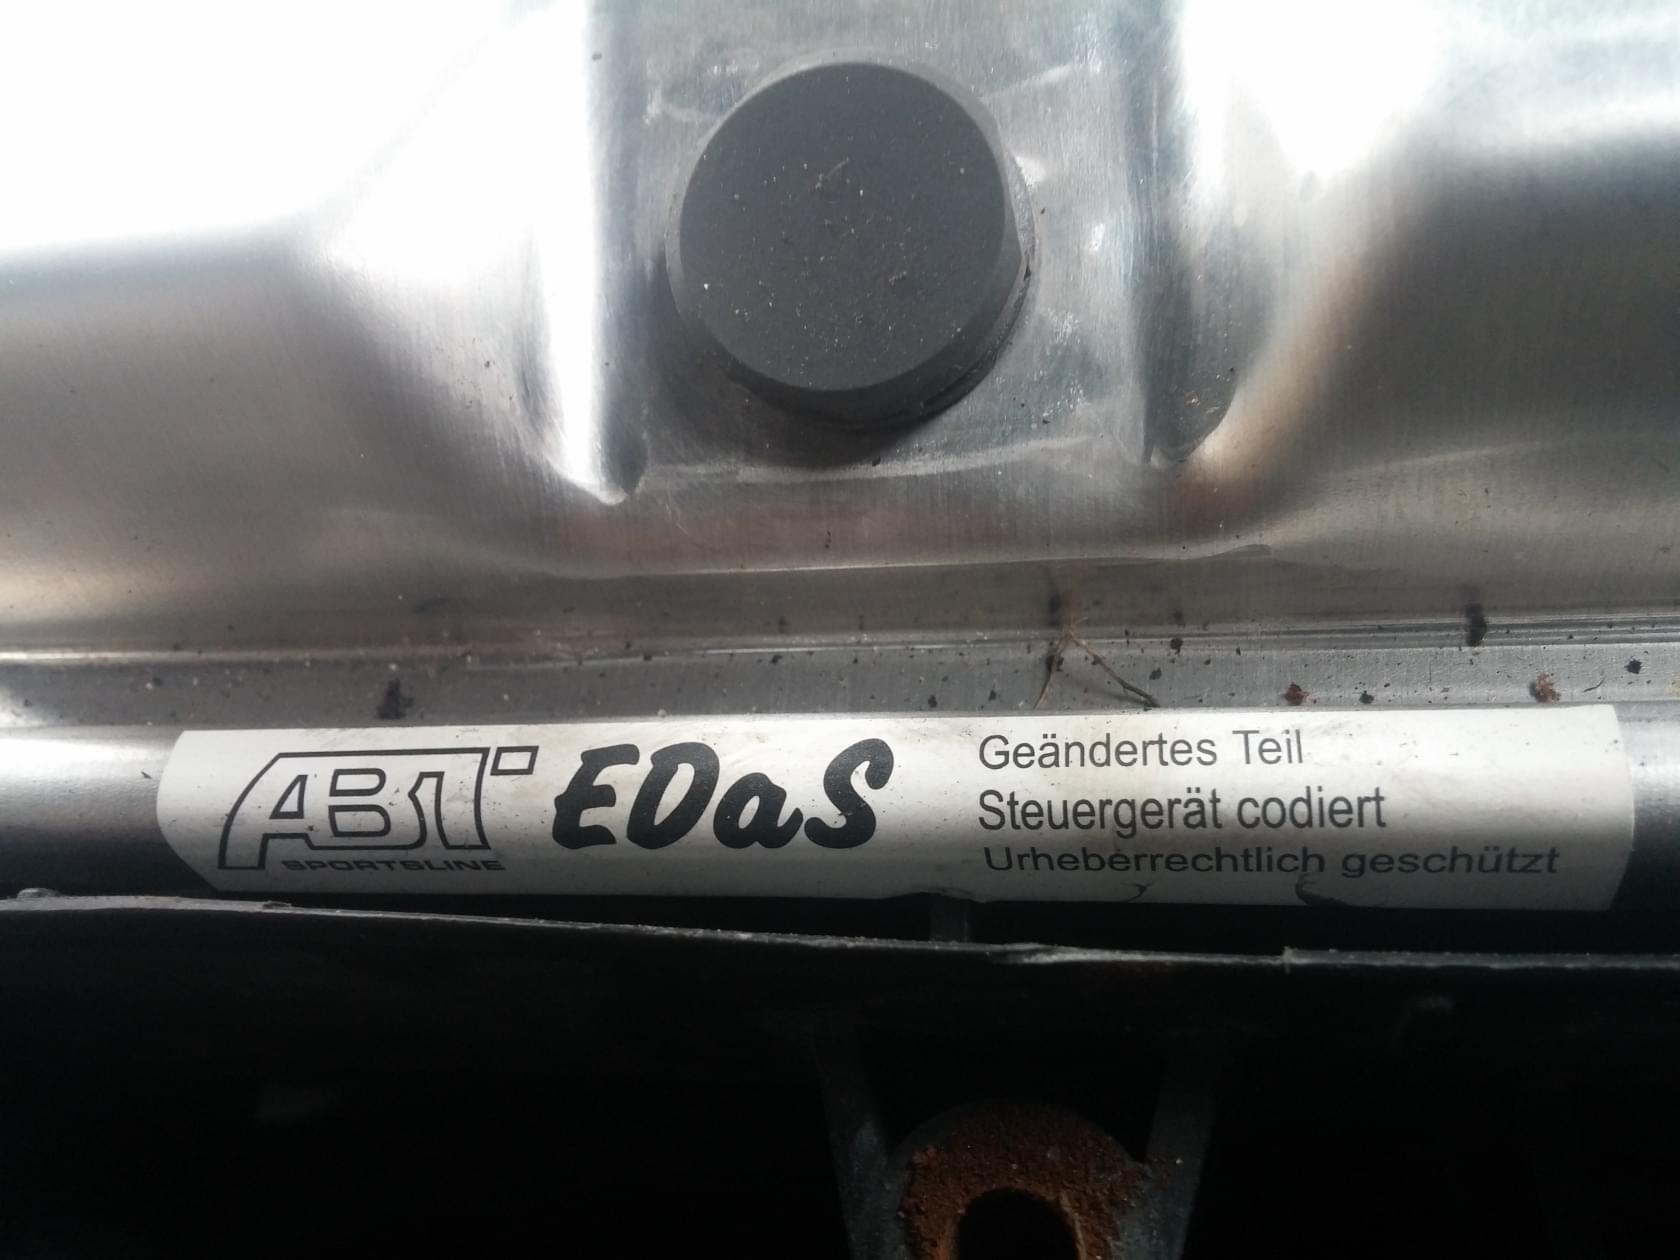 ABT
SPORTSLINE
EDaS
Geändertes Teil
Steuergerät codiert
Urheberrechtlich geschützt